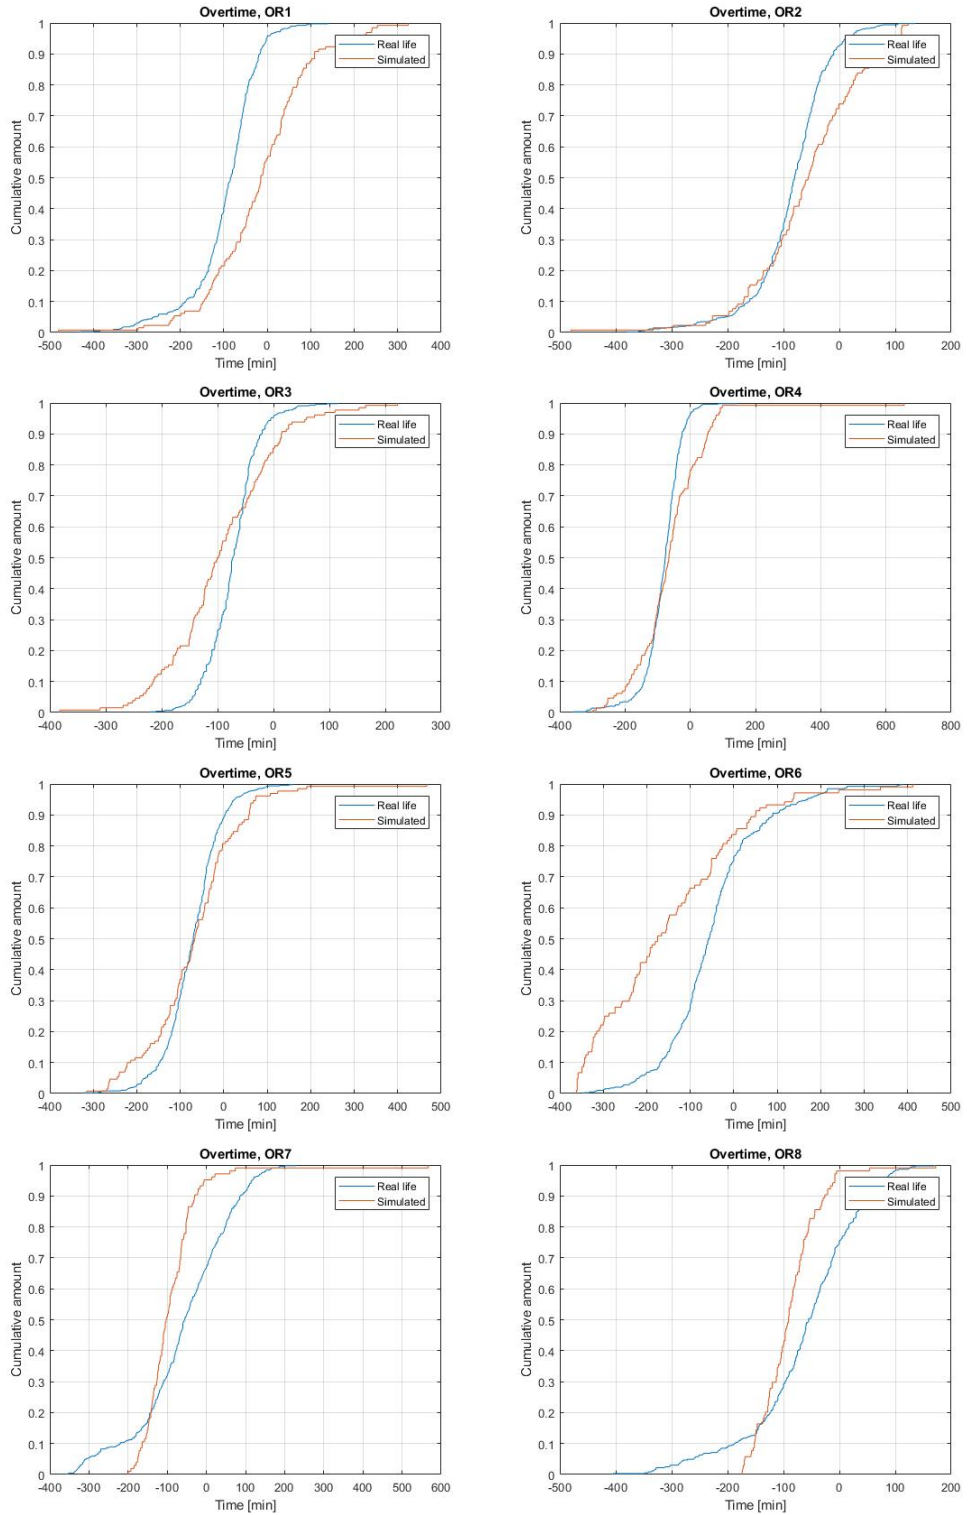 Overtime, OR1
1
0.9
0.8
0.7
0.6
0.5
0.4
0.3
0.2
0.1
0
Cumulative amount
Real life
Simulated
-500 -400 -300 -200 -100 0 100 200 300 400
Time [min]
Overtime, OR2
1
0.9
0.8
0.7
0.6
0.5
0.4
0.3
0.2
0.1
0
Cumulative amount
Real life
Simulated
-500 -400 -300 -200 -100 0 100 200
Time [min]
Overtime, OR3
1
0.9
0.8
0.7
0.6
0.5
0.4
0.3
0.2
0.1
0
Cumulative amount
Real life
Simulated
-400 -300 -200 -100 0 100 200 300
Time [min]
Overtime, OR4
1
0.9
0.8
0.7
0.6
0.5
0.4
0.3
0.2
0.1
0
Cumulative amount
Real life
Simulated
-400 -200 0 200 400 600 800
Time [min]
Overtime, OR5
1
0.9
0.8
0.7
0.6
0.5
0.4
0.3
0.2
0.1
0
Cumulative amount
Real life
Simulated
-400 -300 -200 -100 0 100 200 300 400 500
Time [min]
Overtime, OR6
1
0.9
0.8
0.7
0.6
0.5
0.4
0.3
0.2
0.1
0
Cumulative amount
Real life
Simulated
-400 -300 -200 -100 0 100 200 300 400 500
Time [min]
Overtime, OR7
1
0.9
0.8
0.7
0.6
0.5
0.4
0.3
0.2
0.1
0
Cumulative amount
Real life
Simulated
-400 -300 -200 -100 0 100 200 300 400 500 600
Time [min]
Overtime, OR8
1
0.9
0.8
0.7
0.6
0.5
0.4
0.3
0.2
0.1
0
Cumulative amount
Real life
Simulated
-500 -400 -300 -200 -100 0 100 200
Time [min]